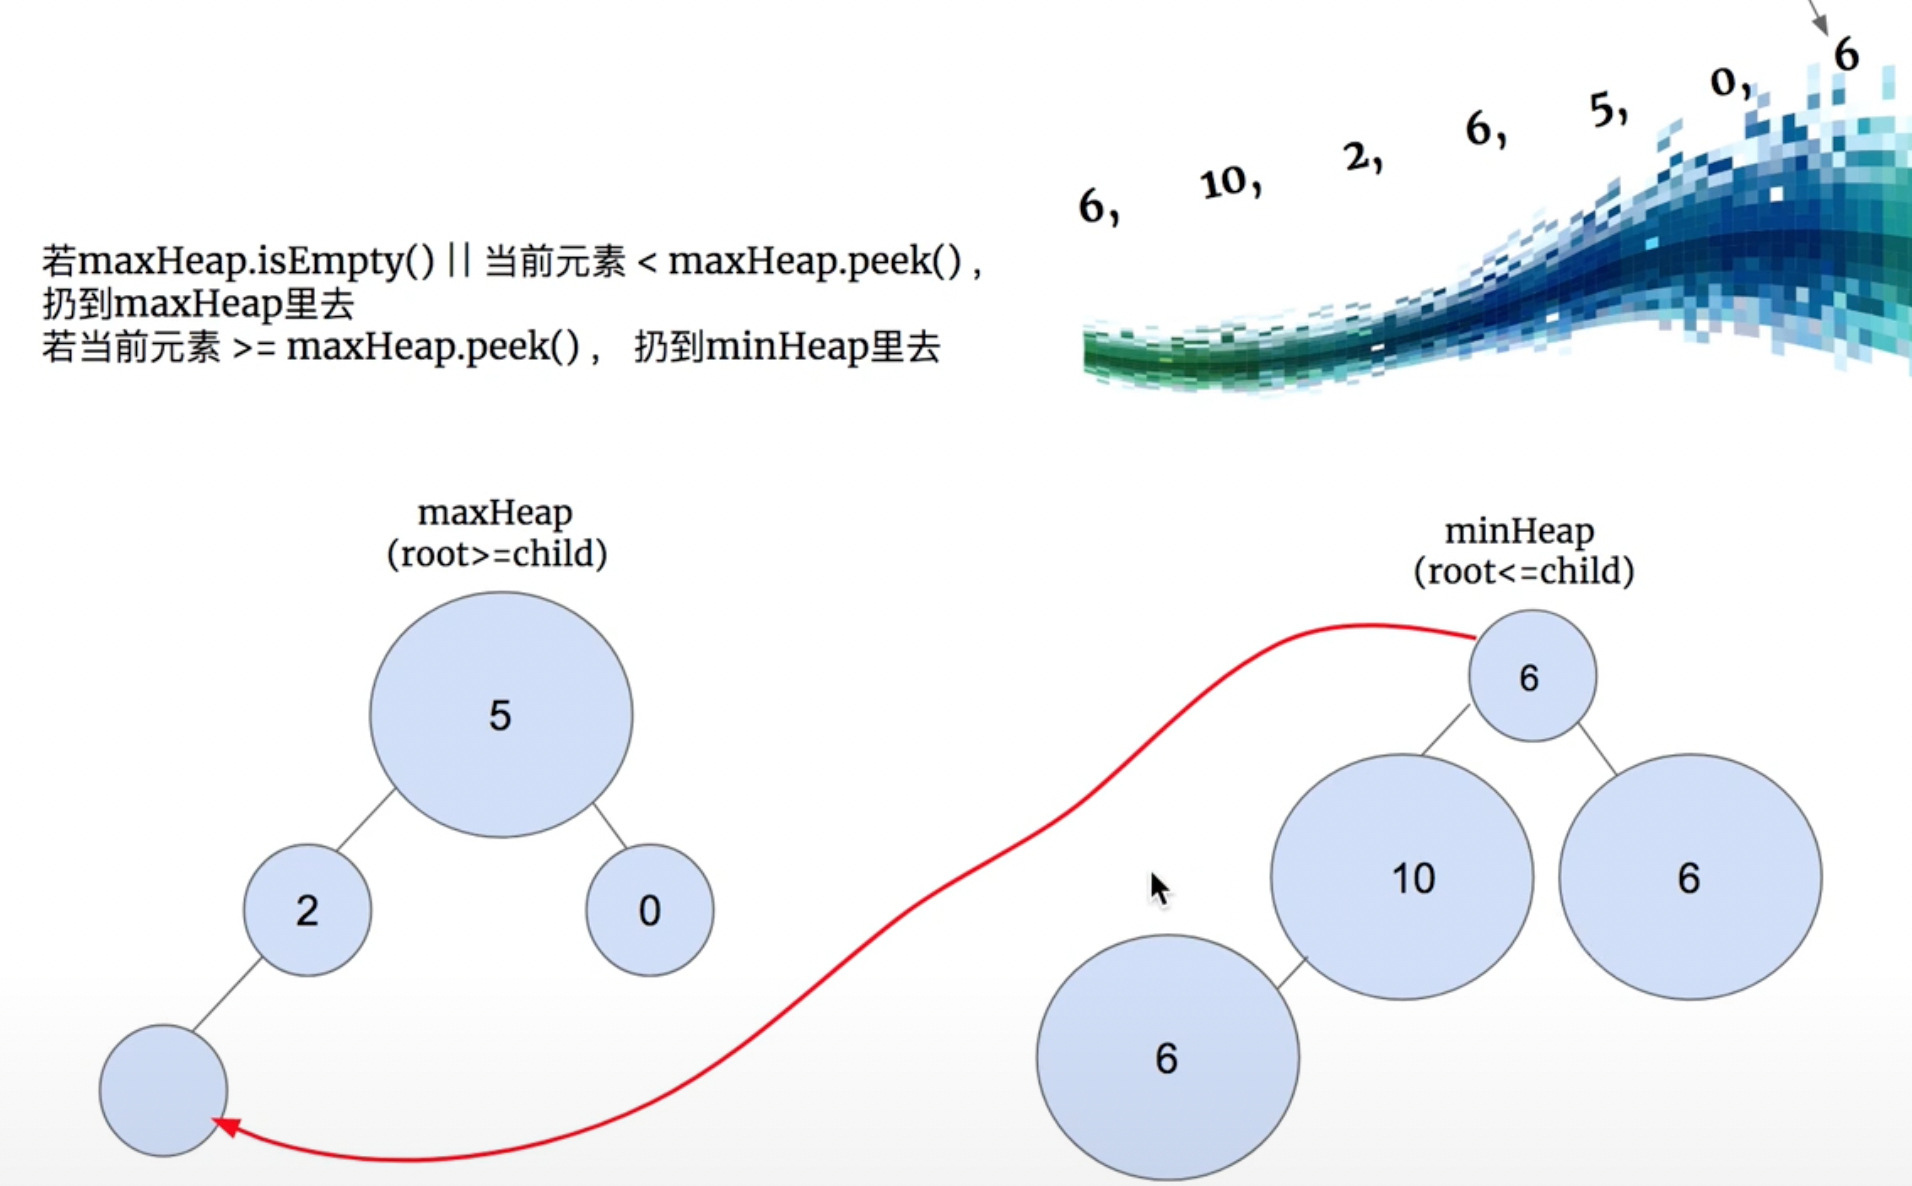 6, 10, 2, 6, 5, 0, 6
若maxHeap.isEmpty() || 当前元素 < maxHeap.peek() ,
扔到maxHeap里去
若当前元素 >= maxHeap.peek() ,  扔到minHeap里去
maxHeap
(root>=child)
minHeap
(root<=child)
5
6
2
0
10
6
6